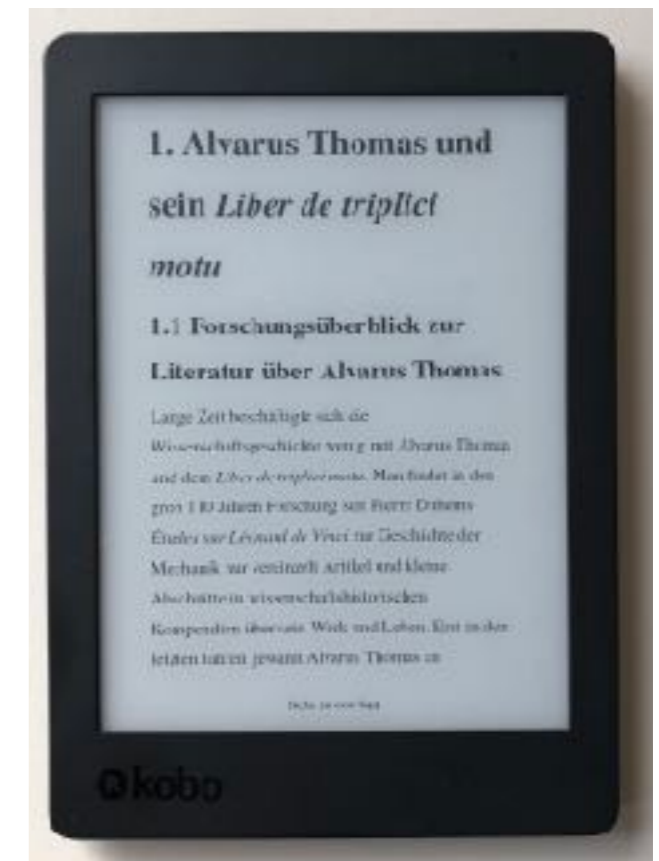 1. Alvarus Thomas und
sein Liber de triplici
motu
1.1 Forschungsüberblick zur
Literatur über Alvarus Thomas
Lange Zeit beschäftigte sich die
Wissenschaftsgeschichte wenig mit Alvarus Thomas
und dem Liber de triplici motu. Man findet in den
gros 110 Jahren Forschung seit Pierre Duhems
Études sur Léonard de Vinci zur Geschichte der
Mechanik nur vereinzelt Artikel und kleine
Abschnitte in wissenschaftshistorischen
Kompendien über sein Werk und Leben. Erst in den
letzten Jahren gewann Alvarus Thomas an
kobo